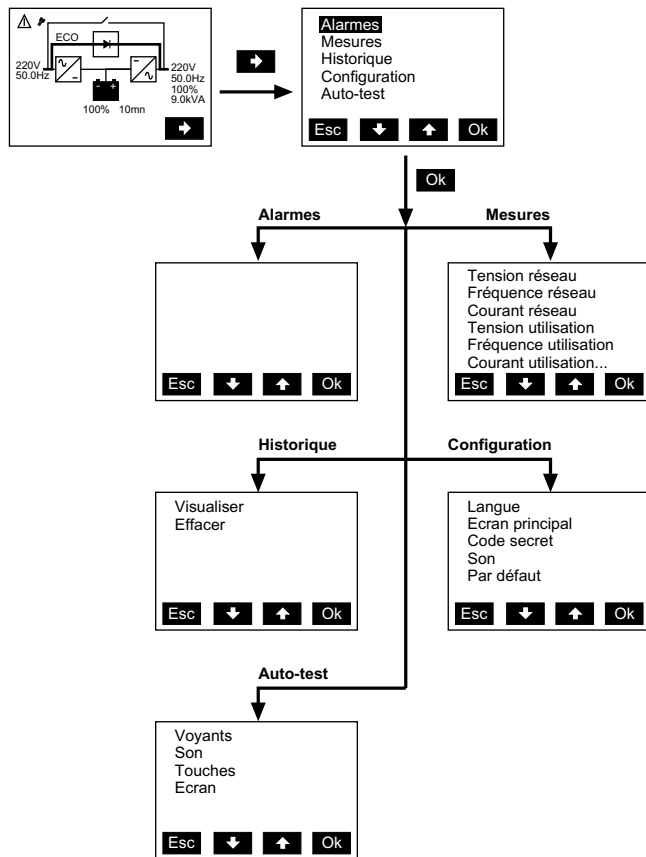 ECO
220V
50.0Hz
220V
50.0Hz
100%
9.0kVA
100% 10mn
Alarmes
Mesures
Historique
Configuration
Auto-test
Esc Ok
Ok
Alarmes
Mesures
Esc Ok
Tension réseau
Fréquence réseau
Courant réseau
Tension utilisation
Fréquence utilisation
Courant utilisation...
Esc Ok
Historique
Configuration
Visualiser
Effacer
Esc Ok
Langue
Ecran principal
Code secret
Son
Par défaut
Esc Ok
Auto-test
Voyants
Son
Touches
Ecran
Esc Ok